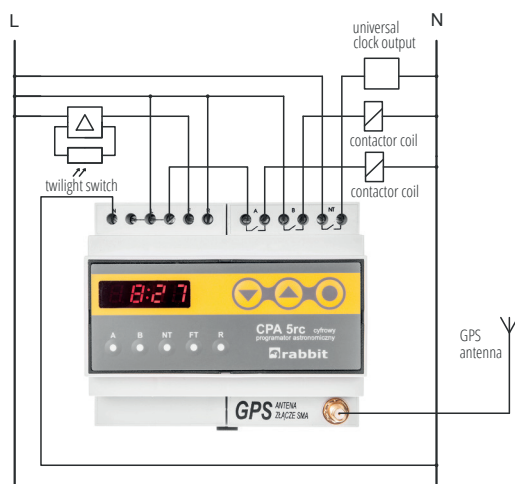 L
N
universal
clock output
contactor coil
contactor coil
twilight switch
N
L
F
R
A
B
NT
8:27
A
B
NT
FT
R
CPA 5rc cyfrowy
programator astronomiczny
rabbit
GPS ANTENA
ZŁĄCZE SMA
GPS
antenna